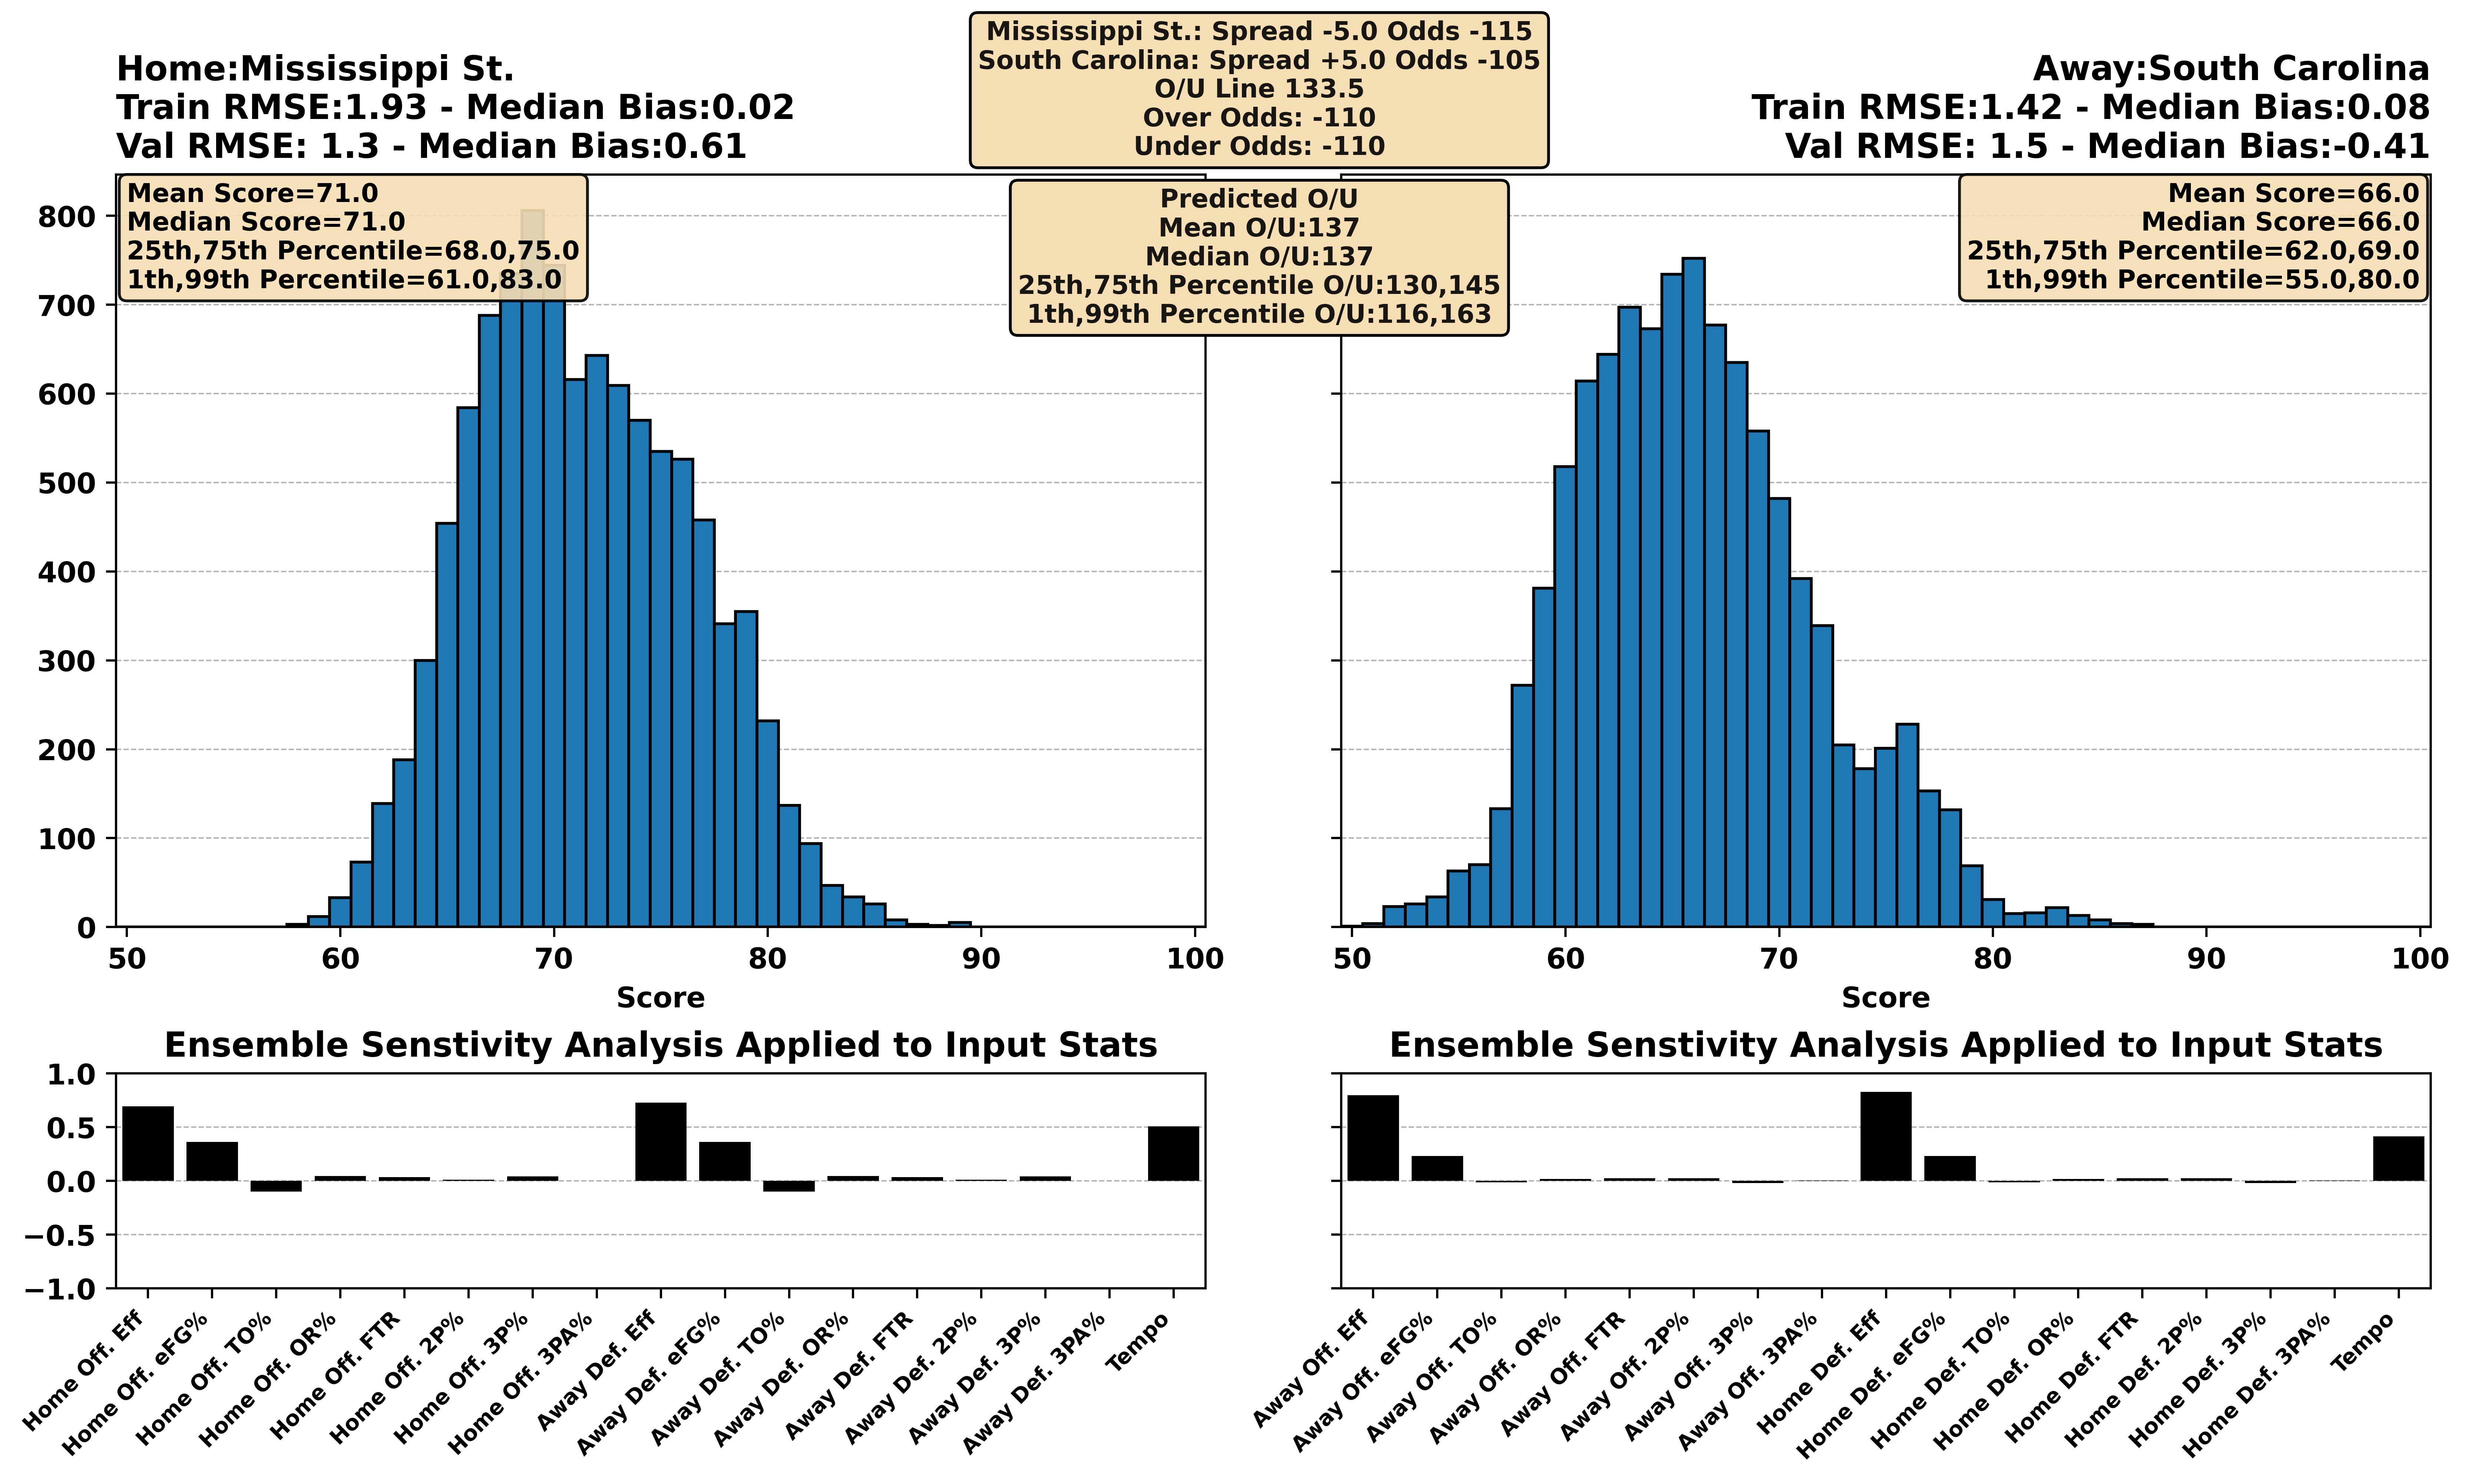 Mississippi St.: Spread -5.0 Odds -115
South Carolina: Spread +5.0 Odds -105
O/U Line 133.5
Over Odds: -110
Under Odds: -110
Home:Mississippi St.
Train RMSE:1.93 - Median Bias:0.02
Val RMSE: 1.3 - Median Bias:0.61
Away:South Carolina
Train RMSE:1.42 - Median Bias:0.08
Val RMSE: 1.5 - Median Bias:-0.41
Mean Score=71.0
Median Score=71.0
25th,75th Percentile=68.0,75.0
1th,99th Percentile=61.0,83.0
Predicted O/U
Mean O/U:137
Median O/U:137
25th,75th Percentile O/U:130,145
1th,99th Percentile O/U:116,163
Mean Score=66.0
Median Score=66.0
25th,75th Percentile=62.0,69.0
1th,99th Percentile=55.0,80.0
800
700
600
500
400
300
200
100
0
50 60 70 80 90 100
Score
50 60 70 80 90 100
Score
Ensemble Senstivity Analysis Applied to Input Stats
1.0
0.5
0.0
−0.5
−1.0
Home Off. Eff
Home Off. eFG%
Home Off. TO%
Home Off. OR%
Home Off. FTR
Home Off. 2P%
Home Off. 3P%
Home Off. 3PA%
Away Def. Eff
Away Def. eFG%
Away Def. TO%
Away Def. OR%
Away Def. FTR
Away Def. 2P%
Away Def. 3P%
Away Def. 3PA%
Tempo
Ensemble Senstivity Analysis Applied to Input Stats
Away Off. Eff
Away Off. eFG%
Away Off. TO%
Away Off. OR%
Away Off. FTR
Away Off. 2P%
Away Off. 3P%
Away Off. 3PA%
Home Def. Eff
Home Def. eFG%
Home Def. TO%
Home Def. OR%
Home Def. FTR
Home Def. 2P%
Home Def. 3P%
Home Def. 3PA%
Tempo